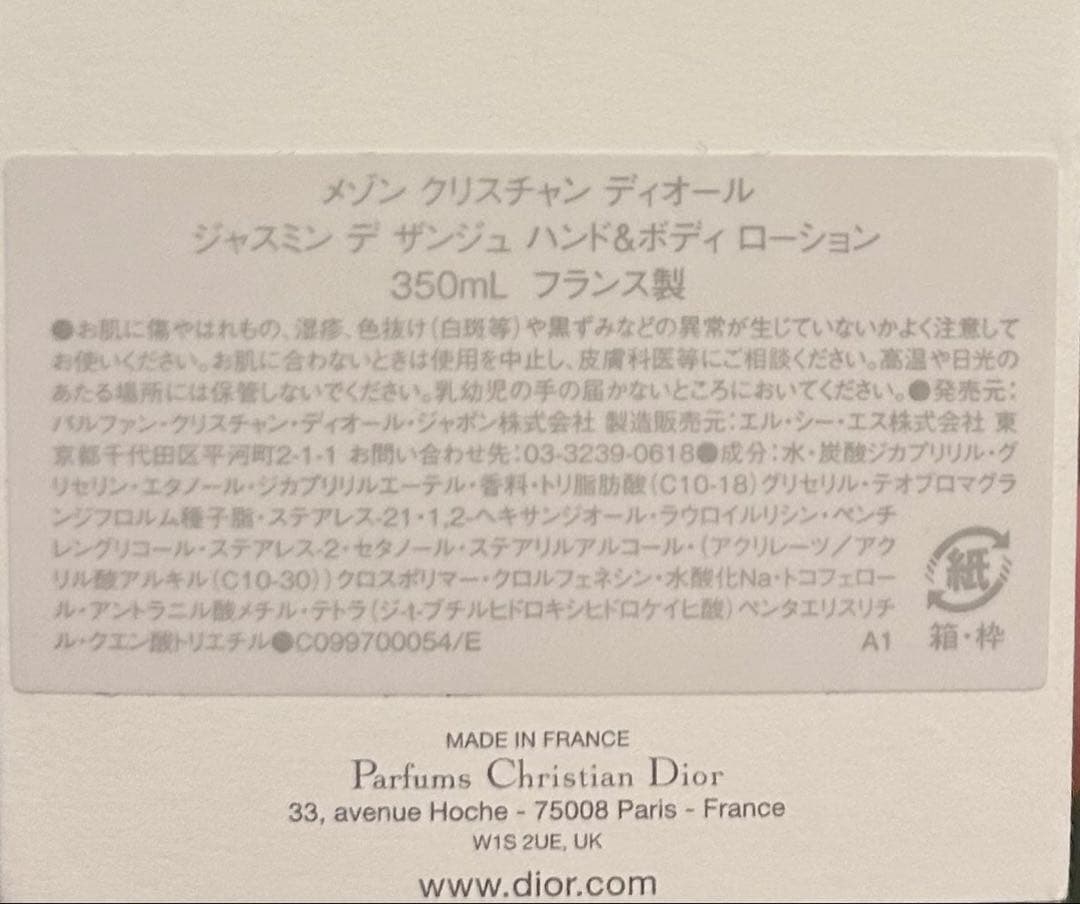 メゾン クリスチャン ディオール
ジャスミン デ ザンジュ ハンド&ボディ ローション
350mL フランス製
●お肌に傷やはれもの、湿疹、色抜け(白斑等)や黒ずみなどの異常が生じていないかよく注意して
お使いください。お肌に合わないときは使用を中止し、皮膚科医等にご相談ください。高温や日光の
あたる場所には保管しないでください。乳幼児の手の届かないところにおいてください。●発売元:
パルファン・クリスチャン・ディオール・ジャポン株式会社 製造販売元:エル・シー・エス株式会社 東
京都千代田区平河町2-1-1 お問い合わせ先:03-3239-0618●成分:水・炭酸ジカプリリル・グ
リセリン・エタノール・ジカプリリルエーテル・香料・トリ脂肪酸(C10-18)グリセリル・テオブロマグラ
ンジフロルム種子脂・ステアレス-21・1,2-ヘキサンジオール・ラウロイルリシン・ペンチ
レングリコール・ステアレス-2・セタノール・ステアリルアルコール・(アクリレーツ/アク
リル酸アルキル(C10-30))クロスポリマー・クロルフェネシン・水酸化Na・トコフェロー
ル・アントラニル酸メチル・テトラ(ジ-t-ブチルヒドロキシヒドロケイヒ酸)ペンタエリスリチ
ル・クエン酸トリエチル●C099700054/E A1
紙
箱・枠
MADE IN FRANCE
Parfums Christian Dior
33, avenue Hoche - 75008 Paris - France
W1S 2UE, UK
www.dior.com